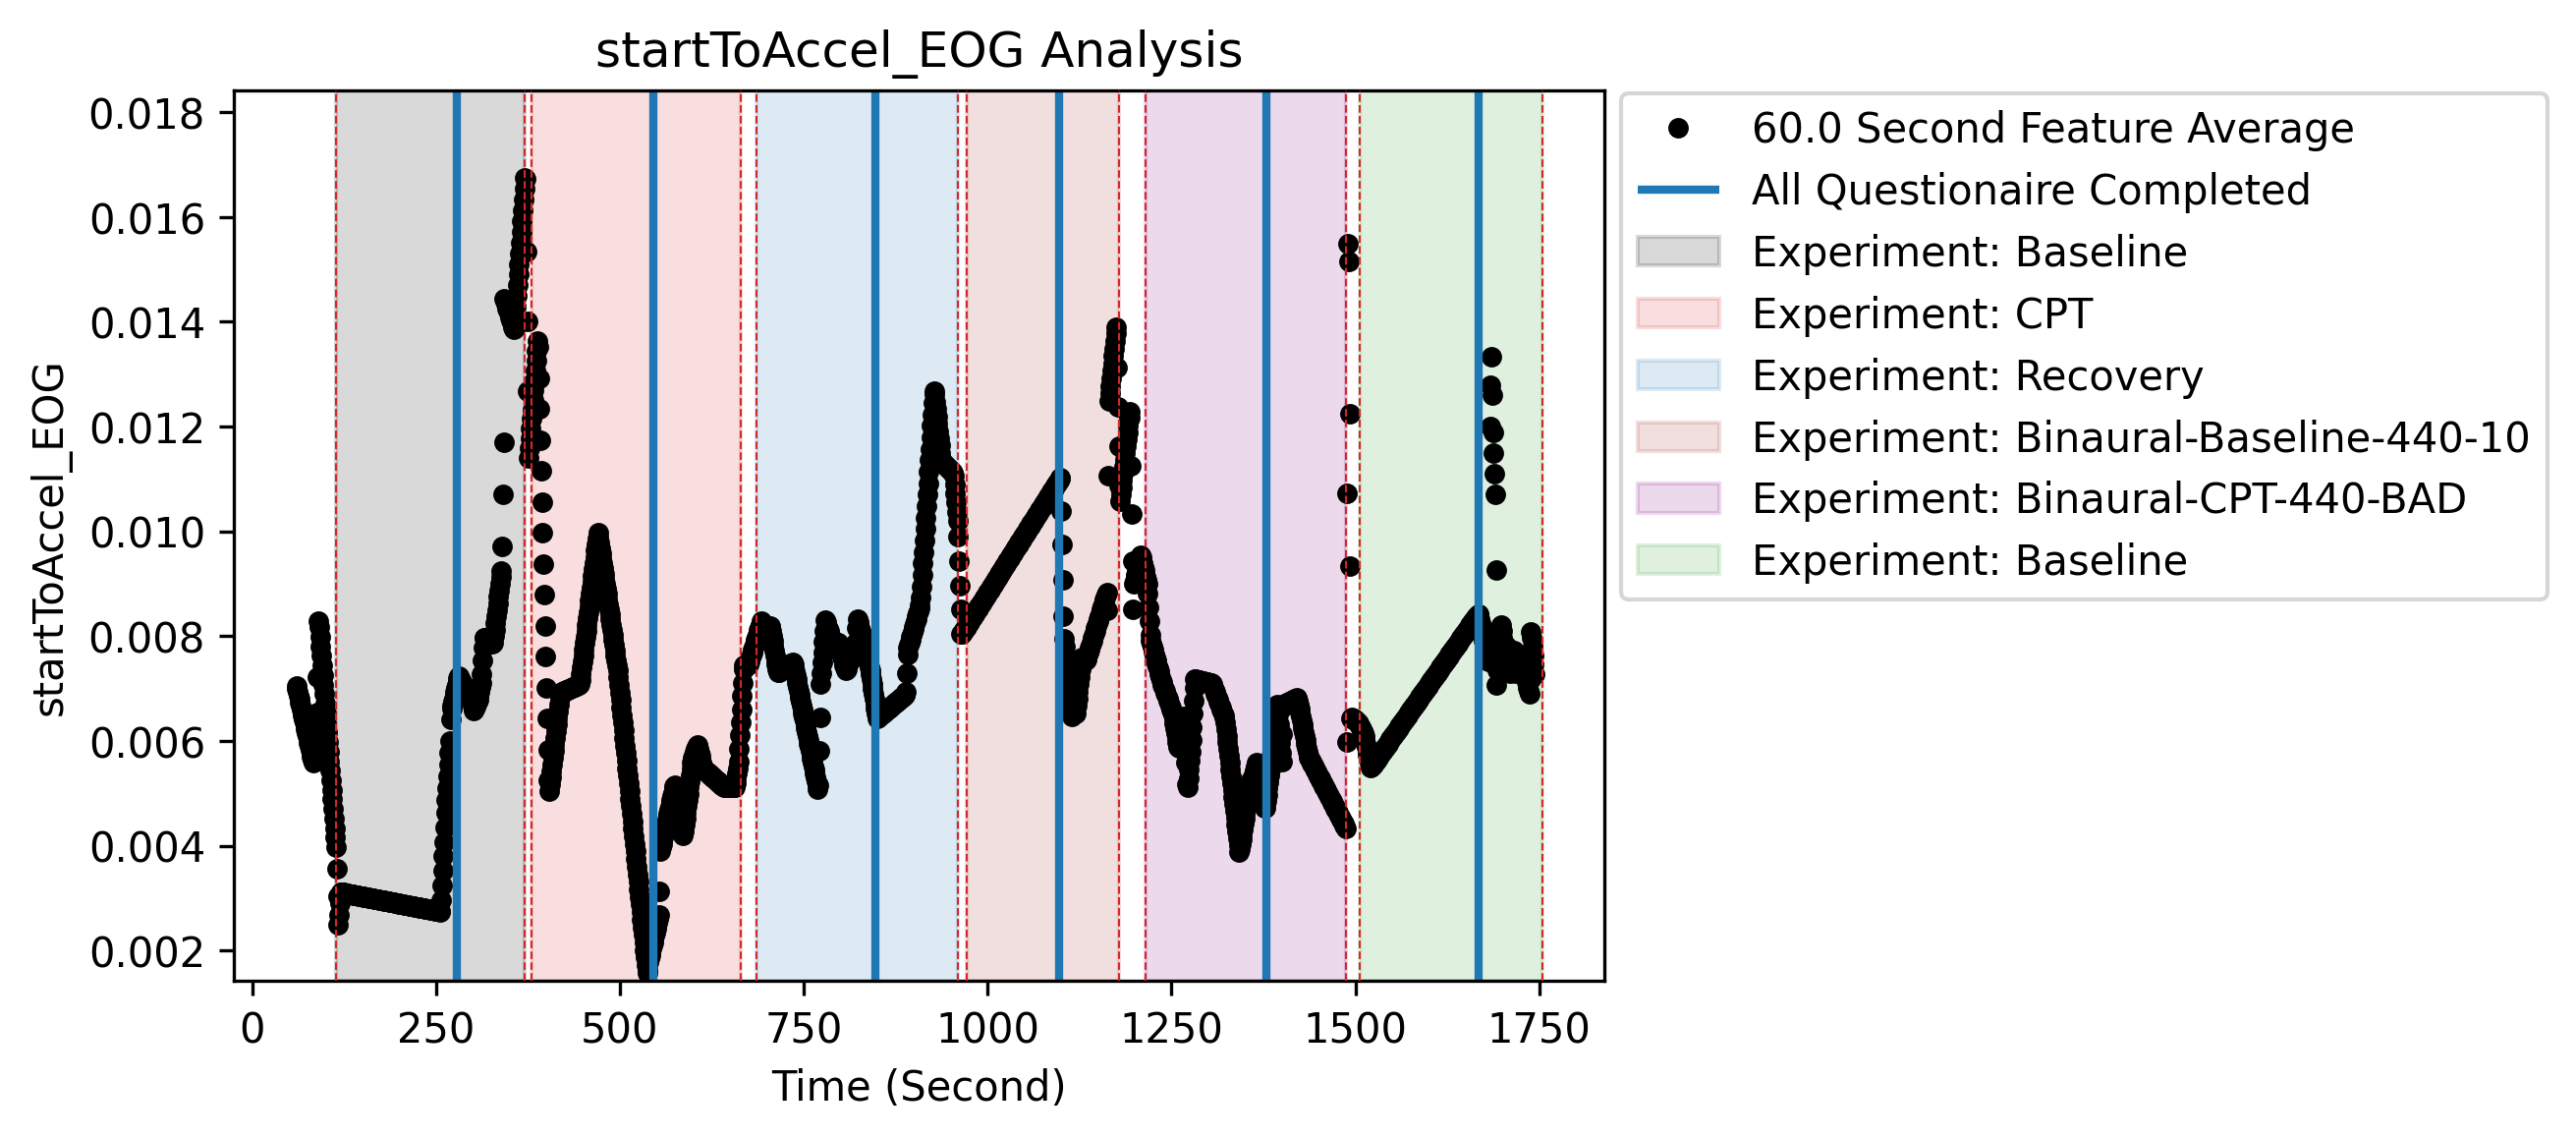 startToAccel_EOG Analysis
startToAccel_EOG
0.018
0.016
0.014
0.012
0.010
0.008
0.006
0.004
0.002
0 250 500 750 1000 1250 1500 1750
Time (Second)
60.0 Second Feature Average
All Questionaire Completed
Experiment: Baseline
Experiment: CPT
Experiment: Recovery
Experiment: Binaural-Baseline-440-10
Experiment: Binaural-CPT-440-BAD
Experiment: Baseline